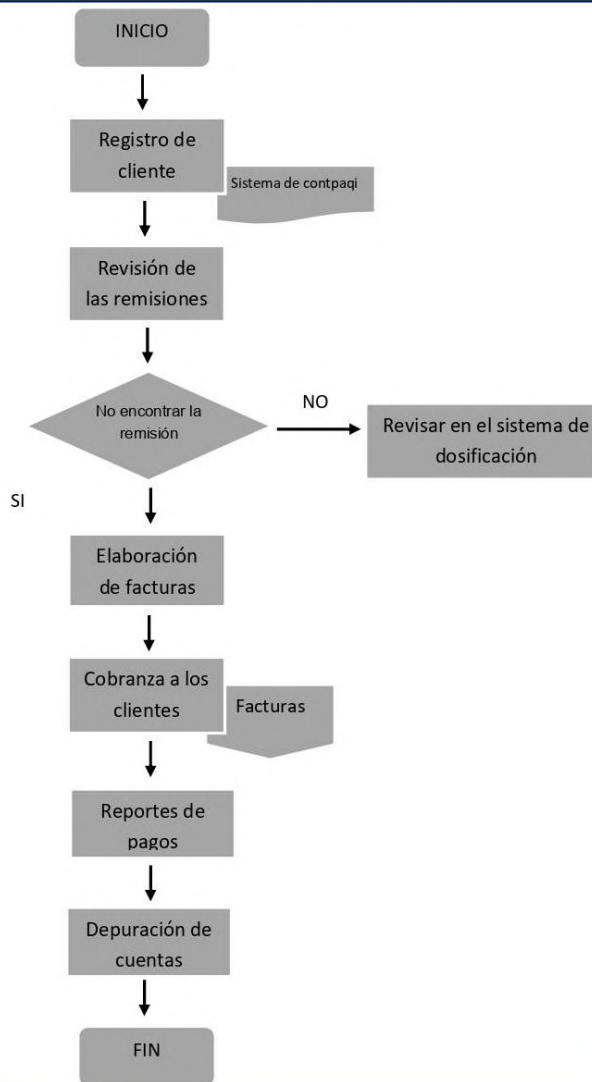 INICIO
Registro de
cliente
Sistema de contpaqi
Revisión de
las remisiones
No encontrar la
remisión
NO
Revisar en el sistema de
dosificación
SI
Elaboración
de facturas
Cobranza a los
clientes
Facturas
Reportes de
pagos
Depuración de
cuentas
FIN